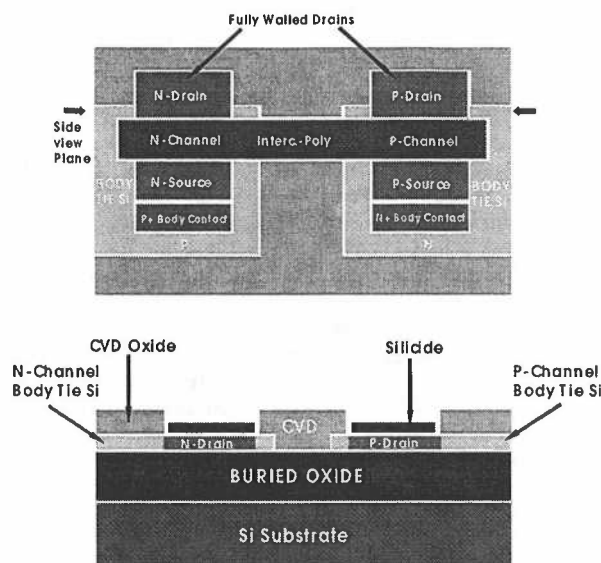 Fully Walled Drains
N-Drain
P-Drain
Side
view
Plane
N-Channel
Interc.-Poly
P-Channel
BODY
TIE Si
N-Source
P-Source
BODY
TIE Si
P+ Body Contact
N+ Body Contact
P
N
CVD Oxide
Silicide
N-Channel
Body Tie Si
P-Channel
Body Tie Si
CVD
N-Drain
P-Drain
BURIED OXIDE
Si Substrate